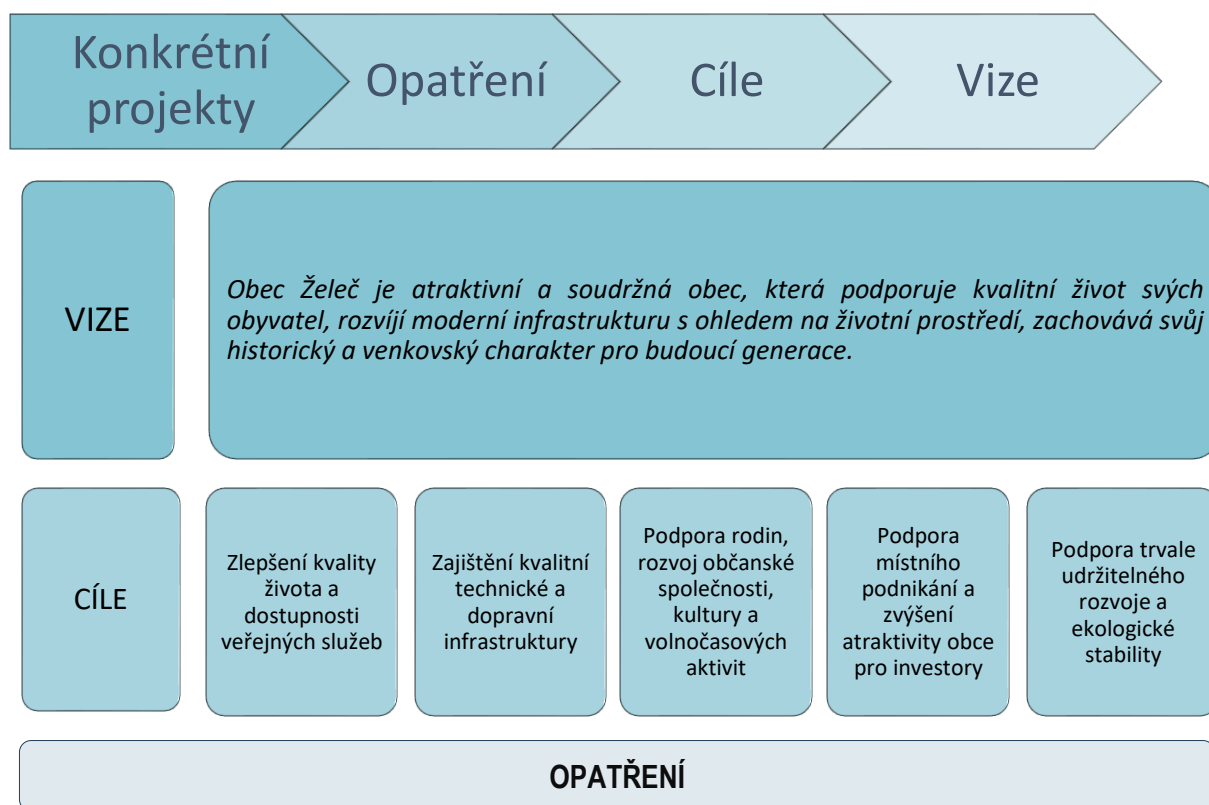 Konkrétní
projekty
Opatření
Cíle
Vize
VIZE
Obec Želeč je atraktivní a soudržná obec, která podporuje kvalitní život svých
obyvatel, rozvíjí moderní infrastrukturu s ohledem na životní prostředí, zachovává svůj
historický a venkovský charakter pro budoucí generace.
CÍLE
Zlepšení kvality
života a
dostupnosti
veřejných služeb
Zajištění kvalitní
technické a
dopravní
infrastruktury
Podpora rodin,
rozvoj občanské
společnosti,
kultury a
volnočasových
aktivit
Podpora
místního
podnikání a
zvýšení
atraktivity obce
pro investory
Podpora trvale
udržitelného
rozvoje a
ekologické
stability
OPATŘENÍ